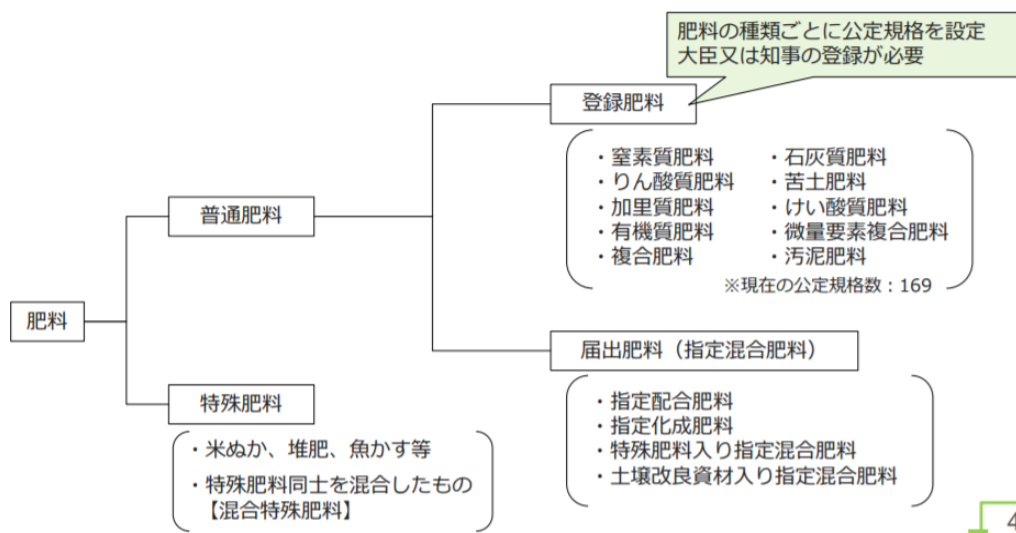 肥料の種類ごとに公定規格を設定
大臣又は知事の登録が必要
登録肥料
・窒素質肥料
・りん酸質肥料
・加里質肥料
・有機質肥料
・複合肥料
・石灰質肥料
・苦土肥料
・けい酸質肥料
・微量要素複合肥料
・汚泥肥料
※現在の公定規格数：169
普通肥料
肥料
届出肥料（指定混合肥料）
・指定配合肥料
・指定化成肥料
・特殊肥料入り指定混合肥料
・土壌改良資材入り指定混合肥料
特殊肥料
・米ぬか、堆肥、魚かす等
・特殊肥料同士を混合したもの
【混合特殊肥料】
4